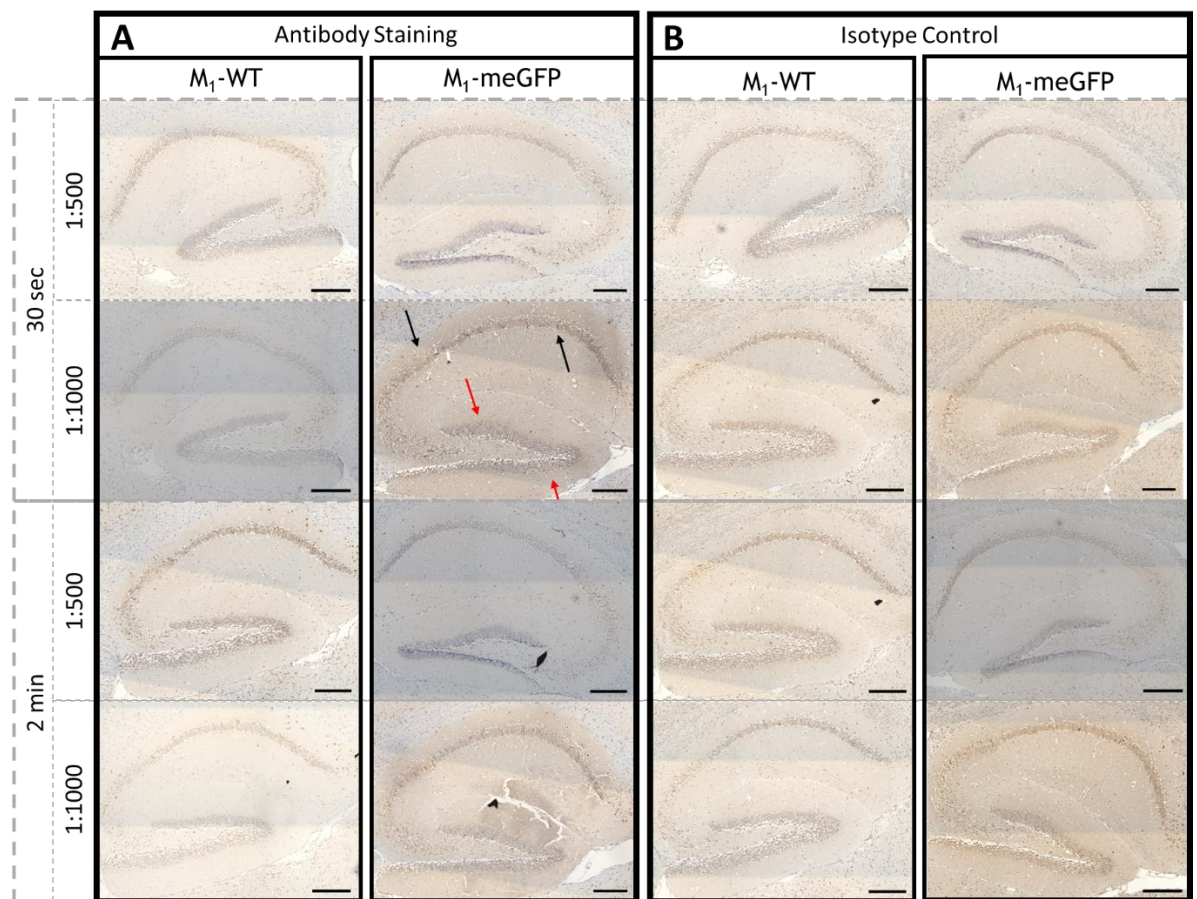 A
Antibody Staining
B
Isotype Control
M₁-WT
M₁-meGFP
M₁-WT
M₁-meGFP
30 sec
1:500
1:1000
2 min
1:500
1:1000